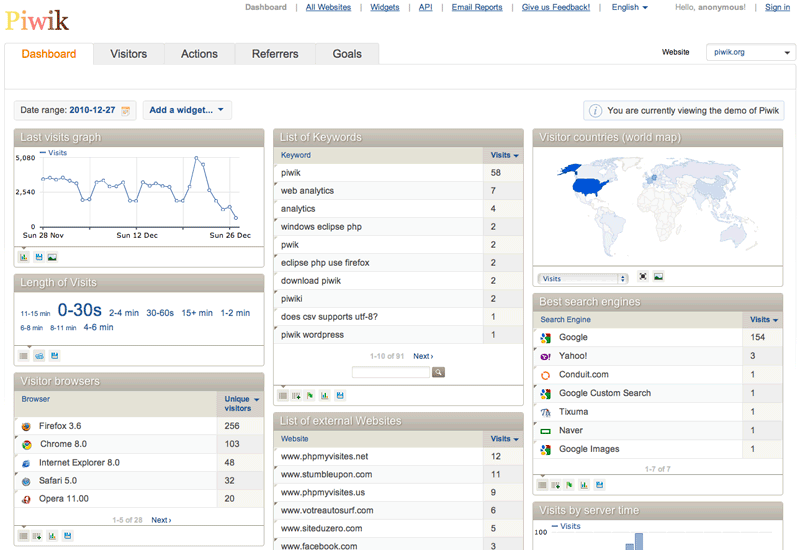 Piwik
Dashboard | All Websites | Widgets | API | Email Reports | Give us Feedback! | English Hello, anonymous! | Sign in
Dashboard Visitors Actions Referrers Goals
Website piwik.org
Date range: 2010-12-27
Add a widget...
You are currently viewing the demo of Piwik
Last visits graph
Visits
5,080
2,540
0
Sun 28 Nov Sun 12 Dec Sun 26 Dec
Length of Visits
11-15 min 0-30s 2-4 min 30-60s 15+ min 1-2 min
6-8 min 8-11 min 4-6 min
Visitor browsers
Browser Unique
visitors
Firefox 3.6 256
Chrome 8.0 103
Internet Explorer 8.0 48
Safari 5.0 32
Opera 11.00 20
1-5 of 28 Next ›
List of Keywords
Keyword Visits
piwik 58
web analytics 7
analytics 4
windows eclipse php 2
pwik 2
eclipse php use firefox 2
download piwik 2
piwiki 2
does csv supports utf-8? 1
piwik wordpress 1
1-10 of 91 Next ›
List of external Websites
Website Visits
www.phpmyvisites.net 12
www.stumbleupon.com 11
www.phpmyvisites.us 9
www.votreautosurf.com 6
www.siteduzero.com 5
www.facebook.com 3
Visitor countries (world map)
Visits
Best search engines
Search Engine Visits
Google 154
Yahoo! 3
Conduit.com 1
Google Custom Search 1
Tixuma 1
Naver 1
Google Images 1
1-7 of 7
Visits by server time
Visits
100